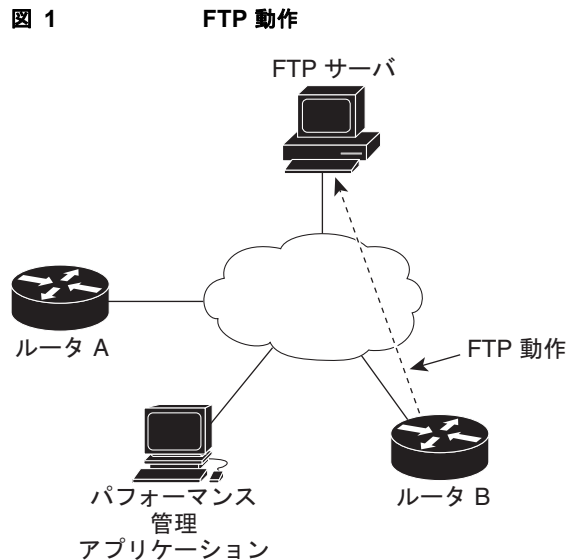 図 1 FTP 動作
FTP サーバ
ルータ A
FTP 動作
パフォーマンス
管理
アプリケーション
ルータ B